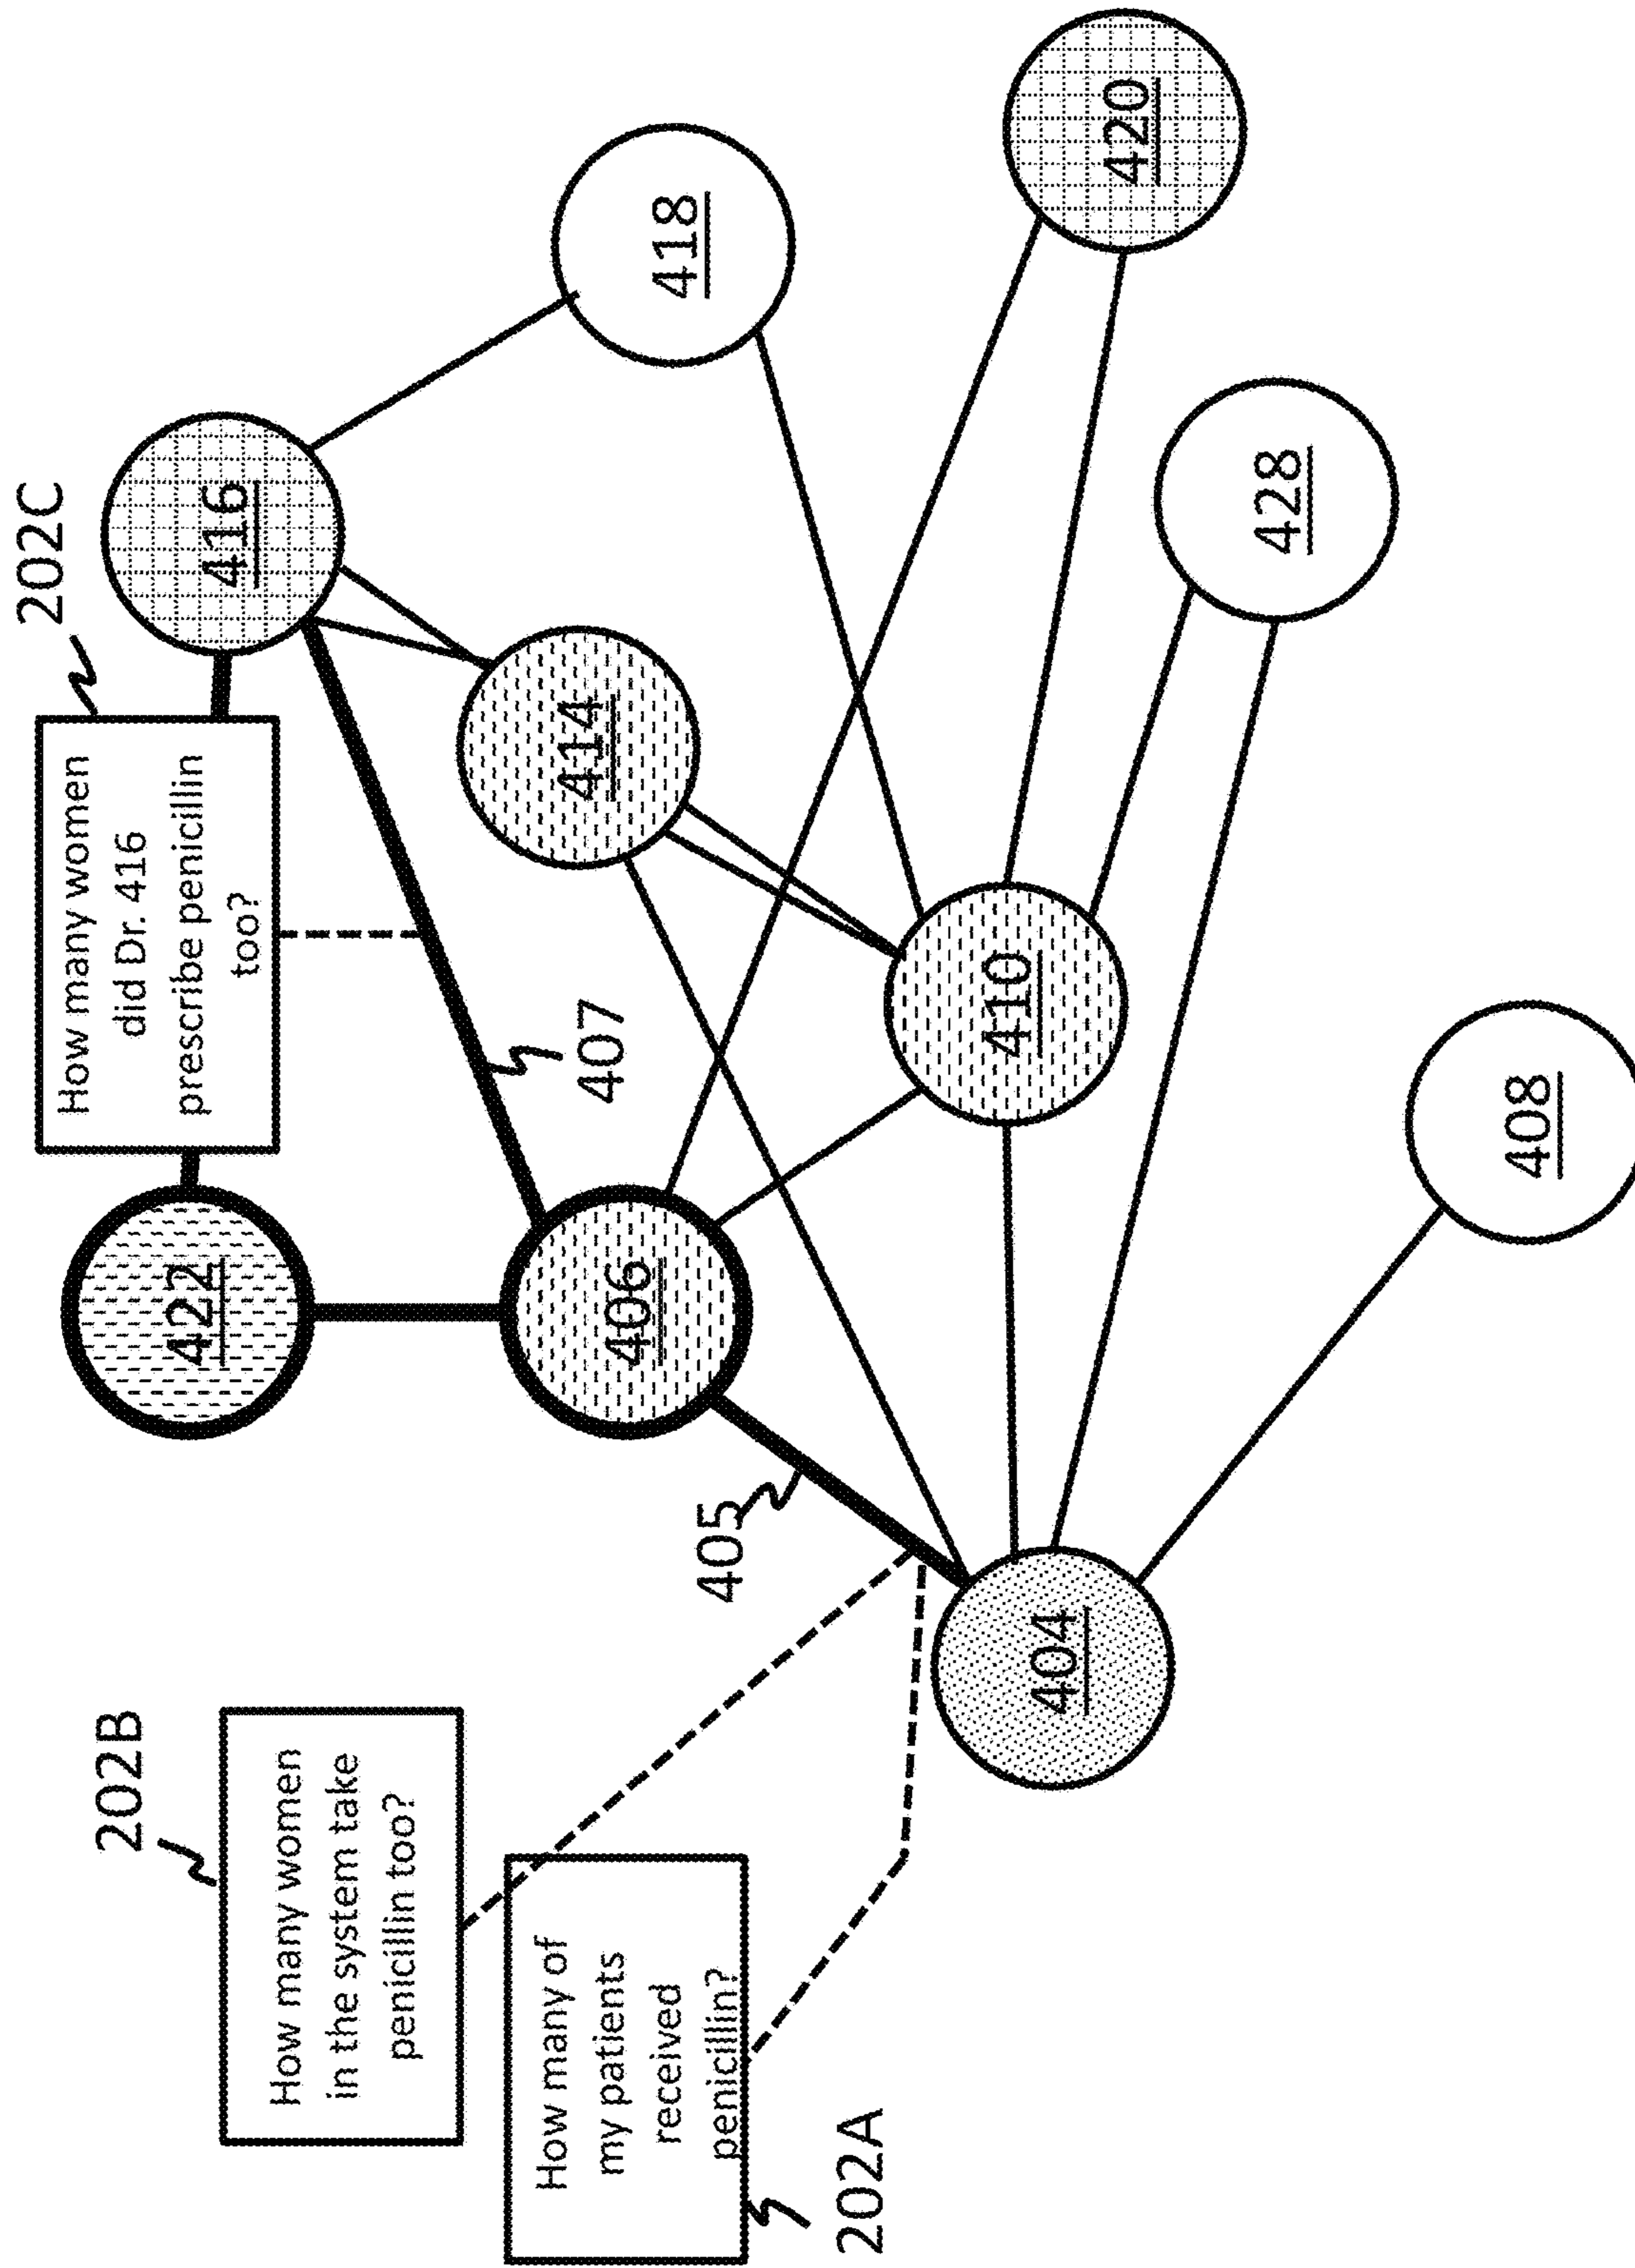 202B
How many women
in the system take
penicillin too?
How many of
my patients
received
penicillin?
202A
202C
How many women
did Dr. 416
prescribe penicillin
too?
422
416
407
406
414
418
405
404
410
420
428
408